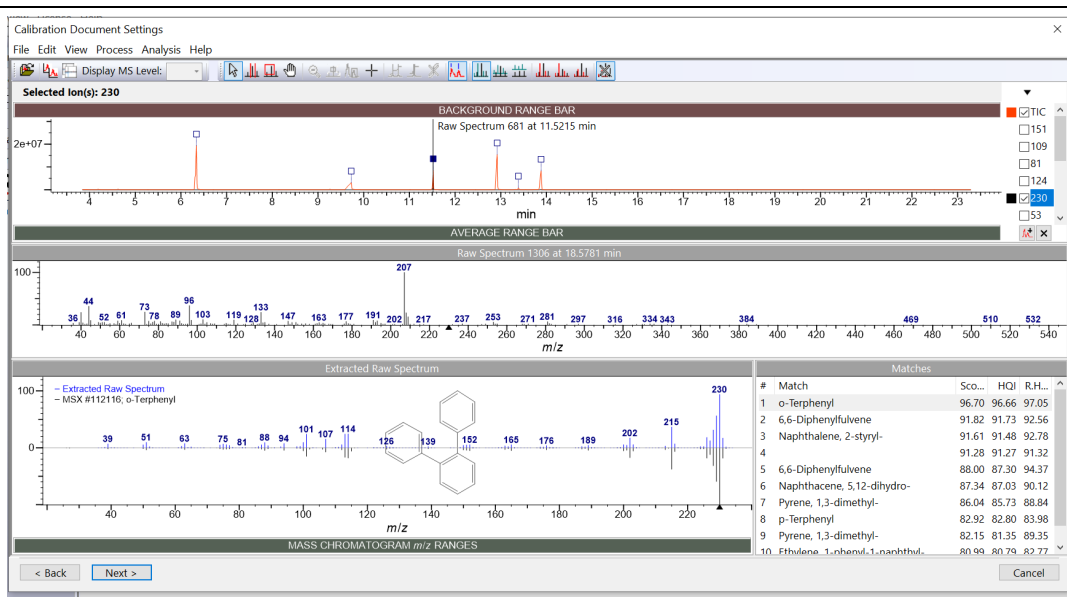 Calibration Document Settings
File Edit View Process Analysis Help
Display MS Level:
Selected Ion(s): 230
BACKGROUND RANGE BAR
Raw Spectrum 681 at 11.5215 min
2e+07
4 5 6 7 8 9 10 11 12 13 14 15 16 17 18 19 20 21 22 23
min
TIC
151
109
81
124
230
53
AVERAGE RANGE BAR
Raw Spectrum 1306 at 18.5781 min
100
207
36 44 52 61 73 78 89 96 103 119 128 133 147 163 177 191 202 217 237 253 271 281 297 316 334 343 384 469 510 532
40 60 80 100 120 140 160 180 200 220 240 260 280 300 320 340 360 380 400 420 440 460 480 500 520 540
m/z
Extracted Raw Spectrum
100
0
100
– Extracted Raw Spectrum
– MSX #112116; o-Terphenyl
39 51 63 75 81 88 94 101 107 114 126 139 152 165 176 189 202 215 230
40 60 80 100 120 140 160 180 200 220
m/z
MASS CHROMATOGRAM m/z RANGES
Matches
# Match Sco... HQI R.H...
1 o-Terphenyl 96.70 96.66 97.05
2 6,6-Diphenylfulvene 91.82 91.73 92.56
3 Naphthalene, 2-styryl- 91.61 91.48 92.78
4 91.28 91.27 91.32
5 6,6-Diphenylfulvene 88.00 87.30 94.37
6 Naphthacene, 5,12-dihydro- 87.34 87.03 90.12
7 Pyrene, 1,3-dimethyl- 86.04 85.73 88.84
8 p-Terphenyl 82.92 82.80 83.98
9 Pyrene, 1,3-dimethyl- 82.15 81.35 89.35
10 Ethylene, 1-phenyl-1-naphthyl- 80.99 80.79 82.77
< Back Next > Cancel